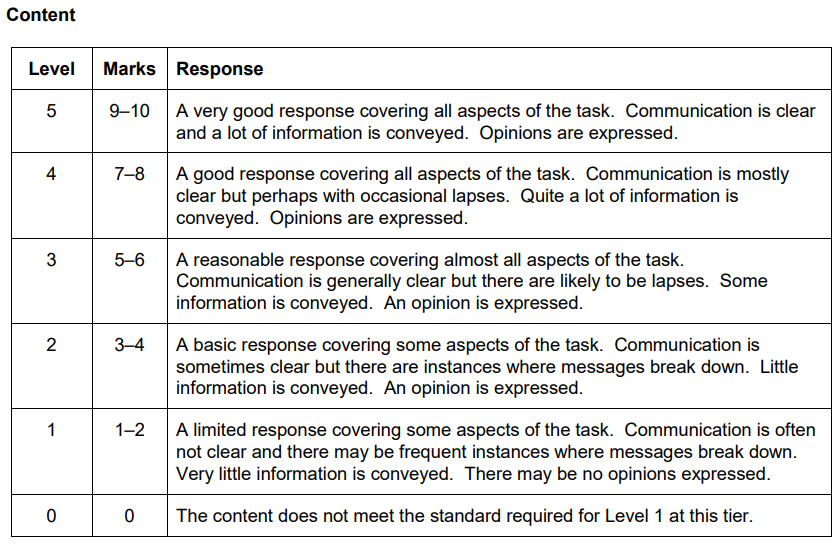 Content
Level Marks Response
5 9–10 A very good response covering all aspects of the task.  Communication is clear
and a lot of information is conveyed.  Opinions are expressed.
4 7–8 A good response covering all aspects of the task.  Communication is mostly
clear but perhaps with occasional lapses.  Quite a lot of information is
conveyed.  Opinions are expressed.
3 5–6 A reasonable response covering almost all aspects of the task.
Communication is generally clear but there are likely to be lapses.  Some
information is conveyed.  An opinion is expressed.
2 3–4 A basic response covering some aspects of the task.  Communication is
sometimes clear but there are instances where messages break down.  Little
information is conveyed.  An opinion is expressed.
1 1–2 A limited response covering some aspects of the task.  Communication is often
not clear and there may be frequent instances where messages break down.
Very little information is conveyed.  There may be no opinions expressed.
0 0 The content does not meet the standard required for Level 1 at this tier.